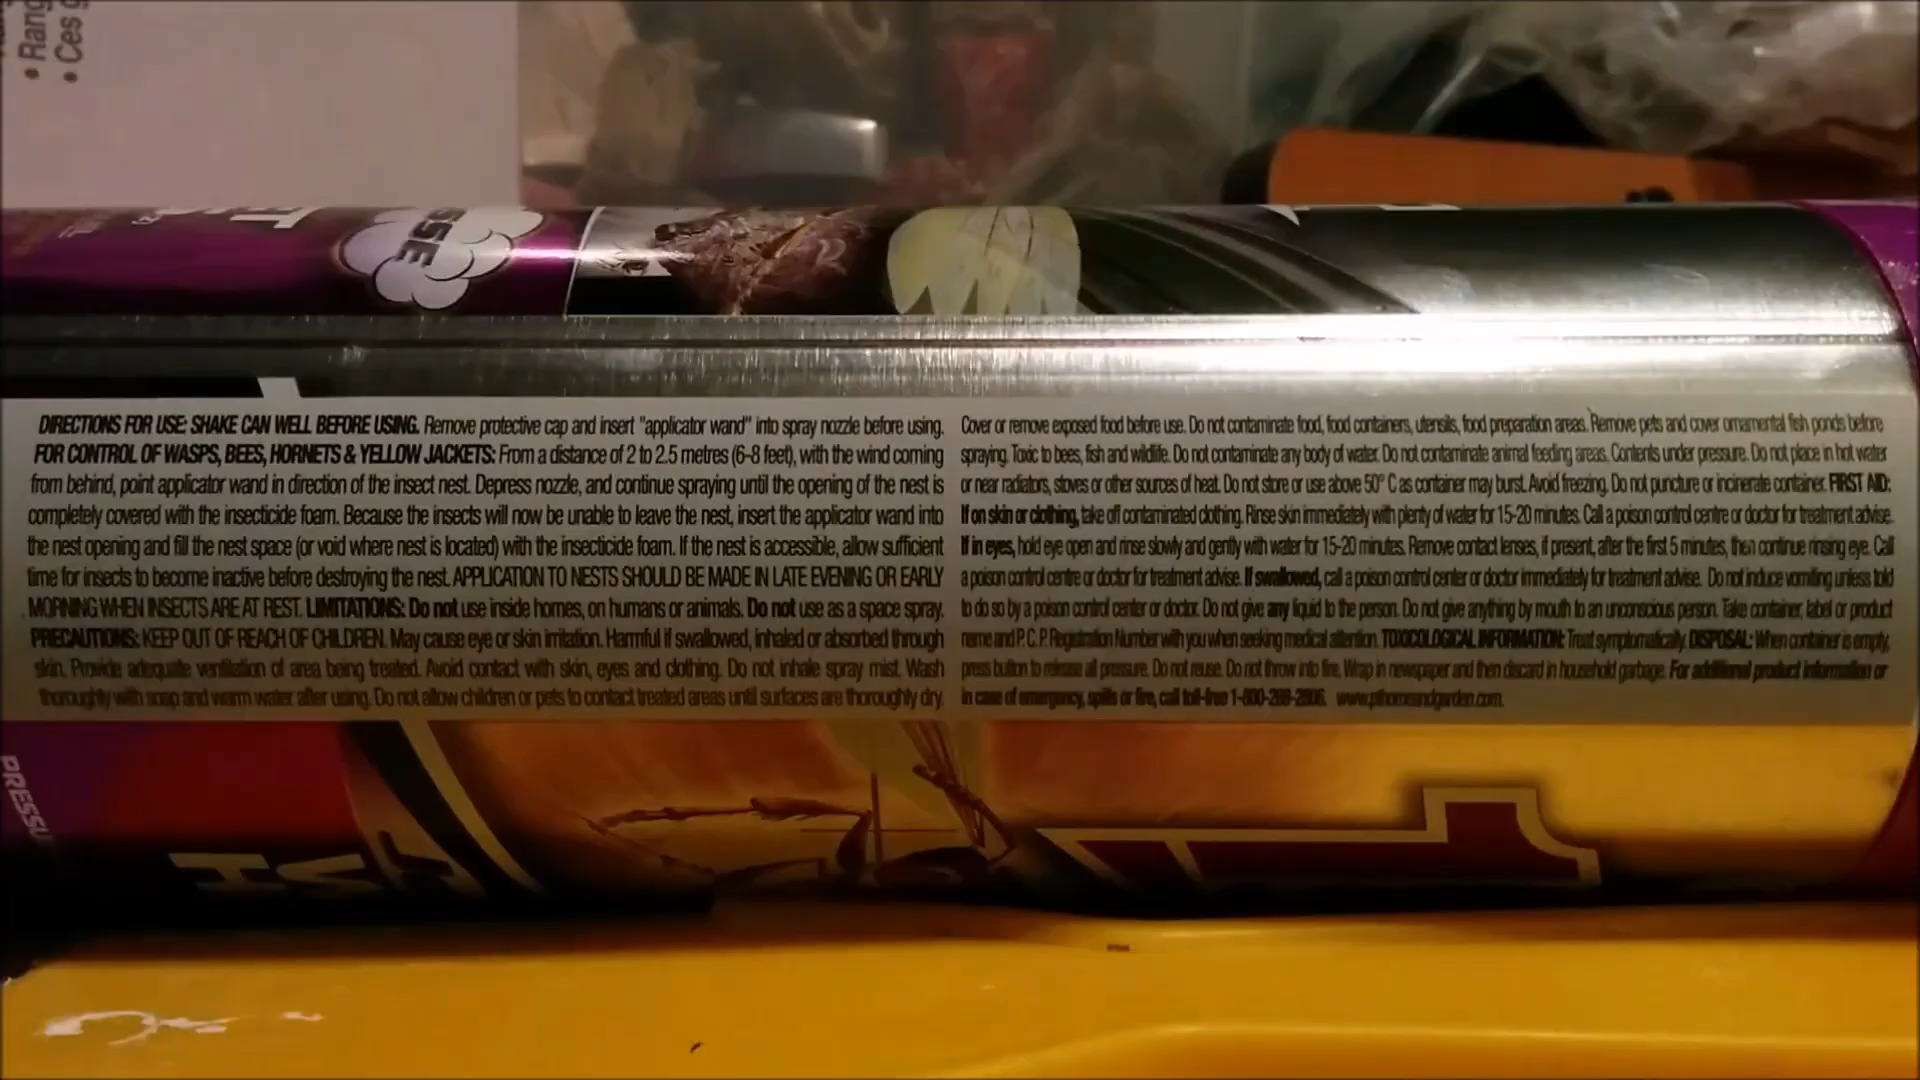 • Rang
• Ces g
SSE
DIRECTIONS FOR USE: SHAKE CAN WELL BEFORE USING. Remove protective cap and insert "applicator wand" into spray nozzle before using.
FOR CONTROL OF WASPS, BEES, HORNETS & YELLOW JACKETS: From a distance of 2 to 2.5 metres (6-8 feet), with the wind coming
from behind, point applicator wand in direction of the insect nest. Depress nozzle, and continue spraying until the opening of the nest is
completely covered with the insecticide foam. Because the insects will now be unable to leave the nest, insert the applicator wand into
the nest opening and fill the nest space (or void where nest is located) with the insecticide foam. If the nest is accessible, allow sufficient
time for insects to become inactive before destroying the nest. APPLICATION TO NESTS SHOULD BE MADE IN LATE EVENING OR EARLY
MORNING WHEN INSECTS ARE AT REST. LIMITATIONS: Do not use inside homes, on humans or animals. Do not use as a space spray.
PRECAUTIONS: KEEP OUT OF REACH OF CHILDREN. May cause eye or skin irritation. Harmful if swallowed, inhaled or absorbed through
skin. Provide adequate ventilation of area being treated. Avoid contact with skin, eyes and clothing. Do not inhale spray mist. Wash
thoroughly with soap and warm water after using. Do not allow children or pets to contact treated areas until surfaces are thoroughly dry.
Cover or remove exposed food before use. Do not contaminate food, food containers, utensils, food preparation areas. Remove pets and cover ornamental fish ponds before
spraying. Toxic to bees, fish and wildlife. Do not contaminate any body of water. Do not contaminate animal feeding areas. Contents under pressure. Do not place in hot water
or near radiators, stoves or other sources of heat. Do not store or use above 50° C as container may burst. Avoid freezing. Do not puncture or incinerate container. FIRST AID:
If on skin or clothing, take off contaminated clothing. Rinse skin immediately with plenty of water for 15-20 minutes. Call a poison control centre or doctor for treatment advise.
If in eyes, hold eye open and rinse slowly and gently with water for 15-20 minutes. Remove contact lenses, if present, after the first 5 minutes, then continue rinsing eye. Call
a poison control centre or doctor for treatment advise. If swallowed, call a poison control center or doctor immediately for treatment advise. Do not induce vomiting unless told
to do so by a poison control center or doctor. Do not give any liquid to the person. Do not give anything by mouth to an unconscious person. Take container, label or product
name and P. C. P. Registration Number with you when seeking medical attention. TOXICOLOGICAL INFORMATION: Treat symptomatically. DISPOSAL: When container is empty,
press button to release all pressure. Do not reuse. Do not throw into fire. Wrap in newspaper and then discard in household garbage. For additional product information or
in case of emergency, spills or fire, call toll-free 1-800-288-2806. www.pthomeandgarden.com.
PRESSU